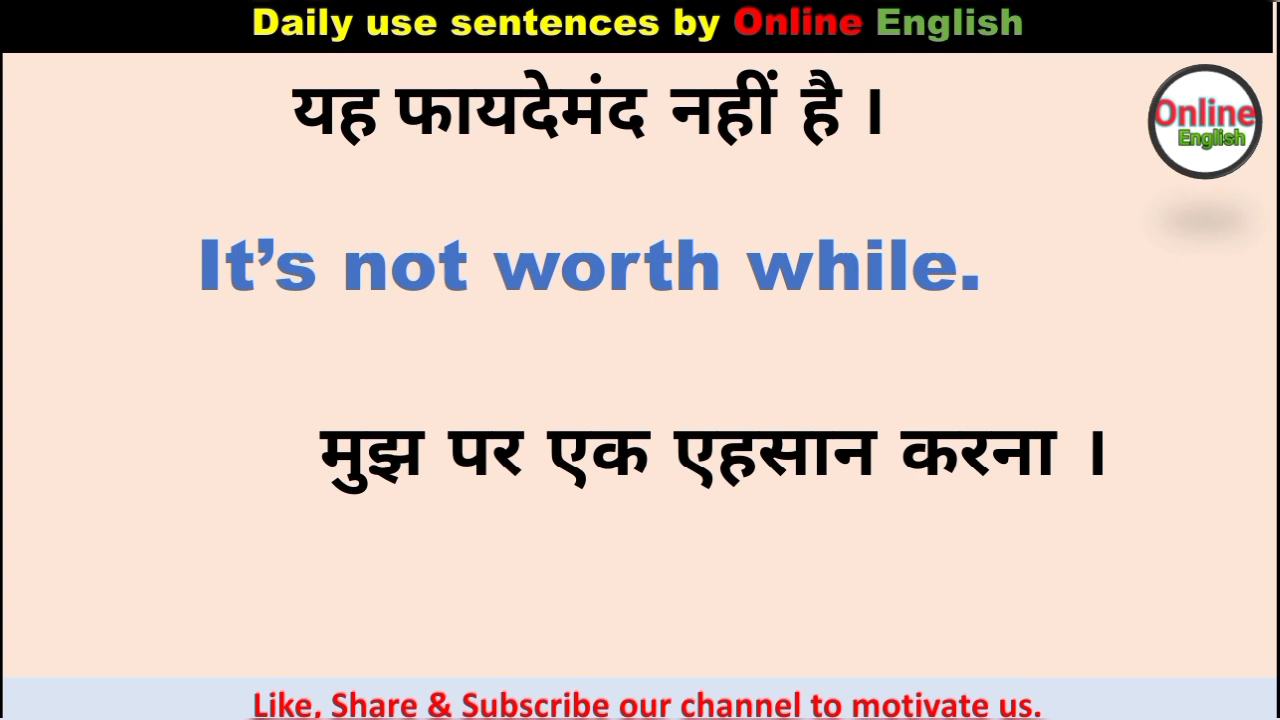 Daily use sentences by Online English
यह फायदेमंद नहीं है ।
Online
English
It’s not worth while.
मुझ पर एक एहसान करना ।
Like, Share & Subscribe our channel to motivate us.